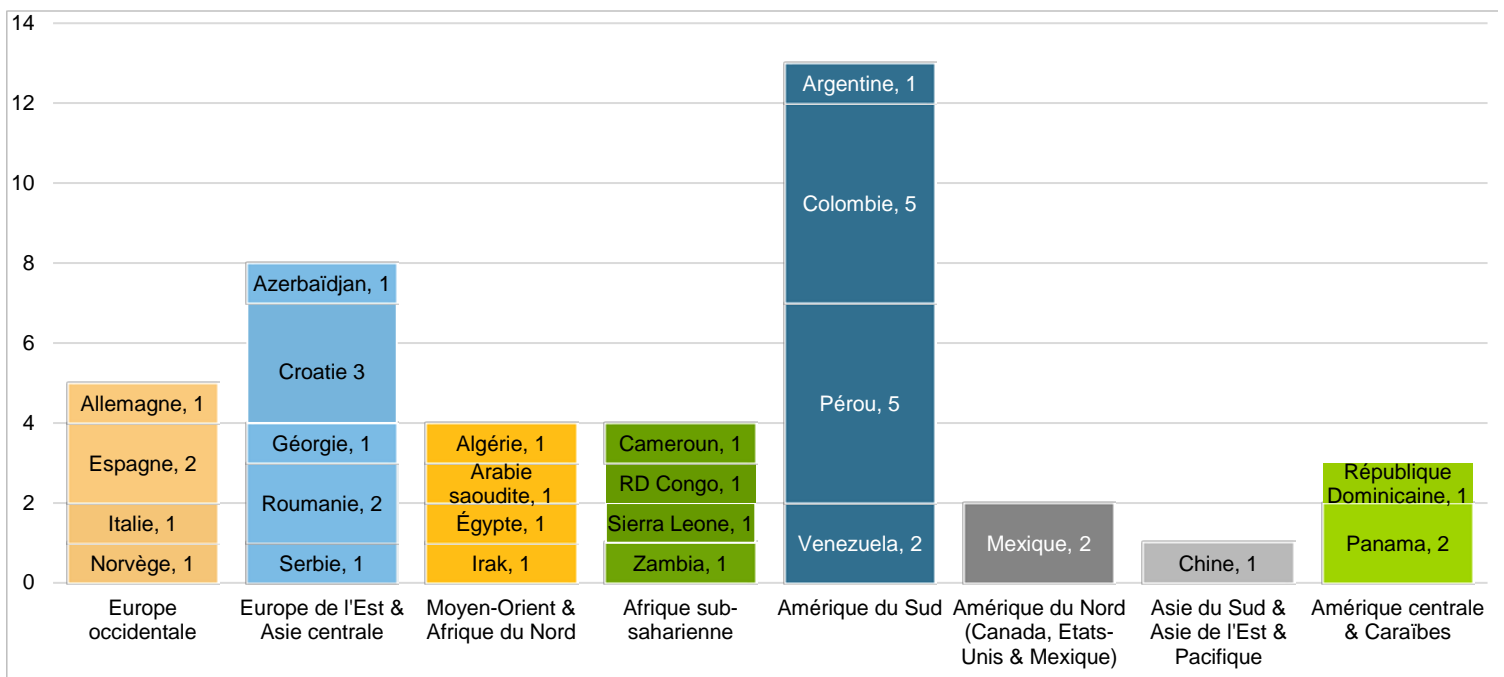 14
12
10
8
6
4
2
0
Allemagne, 1
Espagne, 2
Italie, 1
Norvège, 1
Azerbaïdjan, 1
Croatie 3
Géorgie, 1
Roumanie, 2
Serbie, 1
Algérie, 1
Arabie
saoudite, 1
Égypte, 1
Irak, 1
Cameroun, 1
RD Congo, 1
Sierra Leone, 1
Zambia, 1
Argentine, 1
Colombie, 5
Pérou, 5
Venezuela, 2
Mexique, 2
Chine, 1
République
Dominicaine, 1
Panama, 2
Europe
occidentale
Europe de l'Est &
Asie centrale
Moyen-Orient &
Afrique du Nord
Afrique sub-
saharienne
Amérique du Sud
Amérique du Nord
(Canada, Etats-
Unis & Mexique)
Asie du Sud &
Asie de l'Est &
Pacifique
Amérique centrale
& Caraïbes